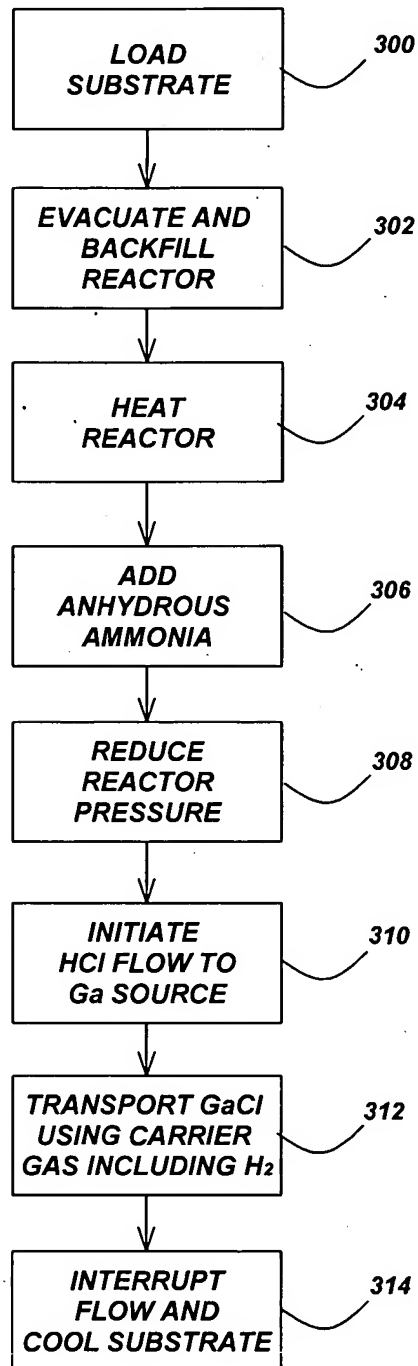 LOAD
SUBSTRATE
300
EVACUATE AND
BACKFILL
REACTOR
302
HEAT
REACTOR
304
ADD
ANHYDROUS
AMMONIA
306
REDUCE
REACTOR
PRESSURE
308
INITIATE
HCl FLOW TO
Ga SOURCE
310
TRANSPORT GaCl
USING CARRIER
GAS INCLUDING H₂
312
INTERRUPT
FLOW AND
COOL SUBSTRATE
314